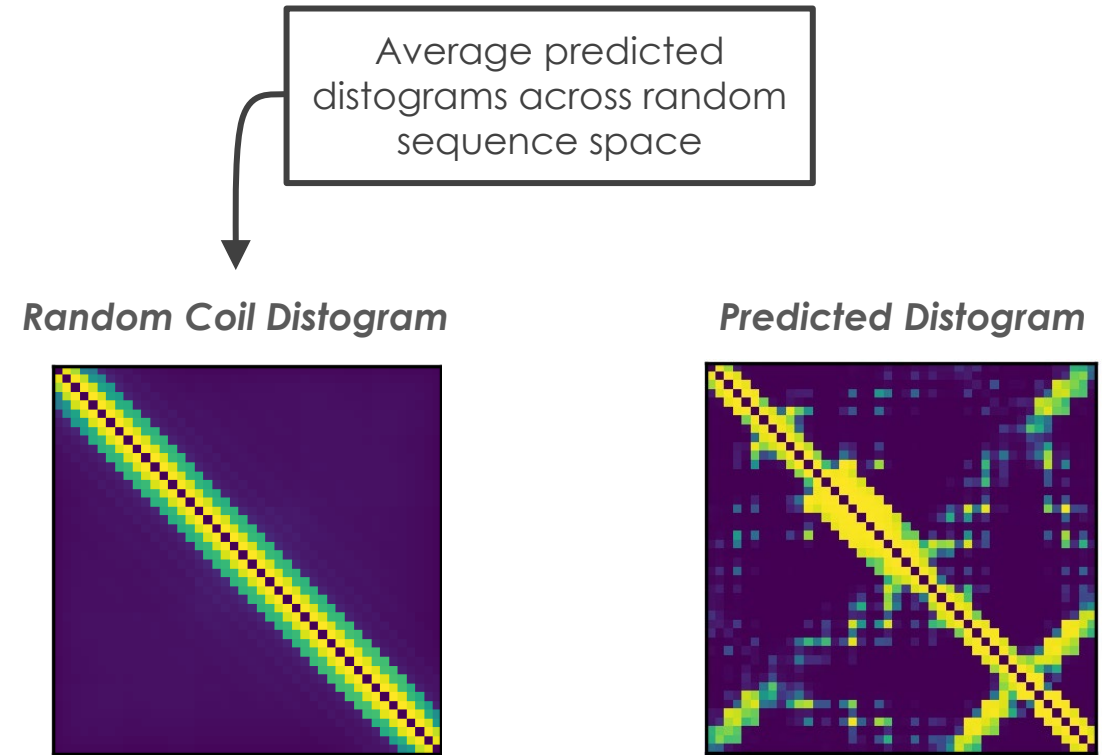 Average predicted
distograms across random
sequence space
Random Coil Distogram
Predicted Distogram